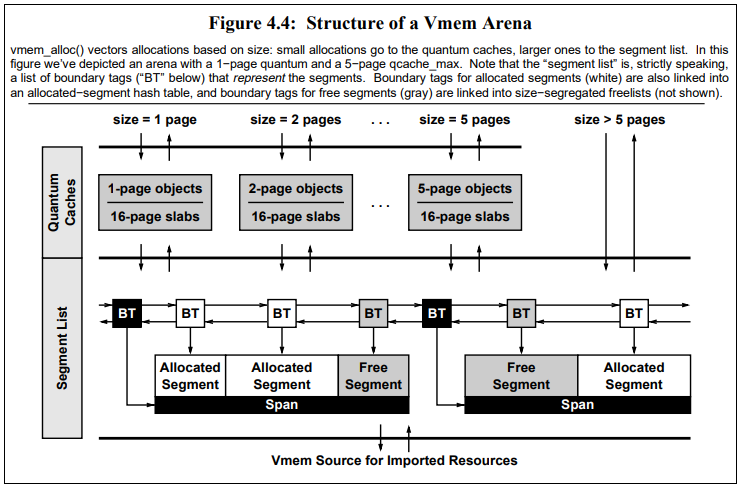 Figure 4.4: Structure of a Vmem Arena
vmem_alloc() vectors allocations based on size: small allocations go to the quantum caches, larger ones to the segment list. In this
figure we've depicted an arena with a 1−page quantum and a 5−page qcache_max. Note that the “segment list” is, strictly speaking,
a list of boundary tags (“BT” below) that represent the segments. Boundary tags for allocated segments (white) are also linked into
an allocated−segment hash table, and boundary tags for free segments (gray) are linked into size−segregated freelists (not shown).
size = 1 page
size = 2 pages
. . .
size = 5 pages
size > 5 pages
Quantum
Caches
1-page objects
16-page slabs
2-page objects
16-page slabs
. . .
5-page objects
16-page slabs
Segment List
BT
BT
BT
BT
BT
BT
BT
Allocated
Segment
Allocated
Segment
Free
Segment
Span
Free
Segment
Allocated
Segment
Span
Vmem Source for Imported Resources